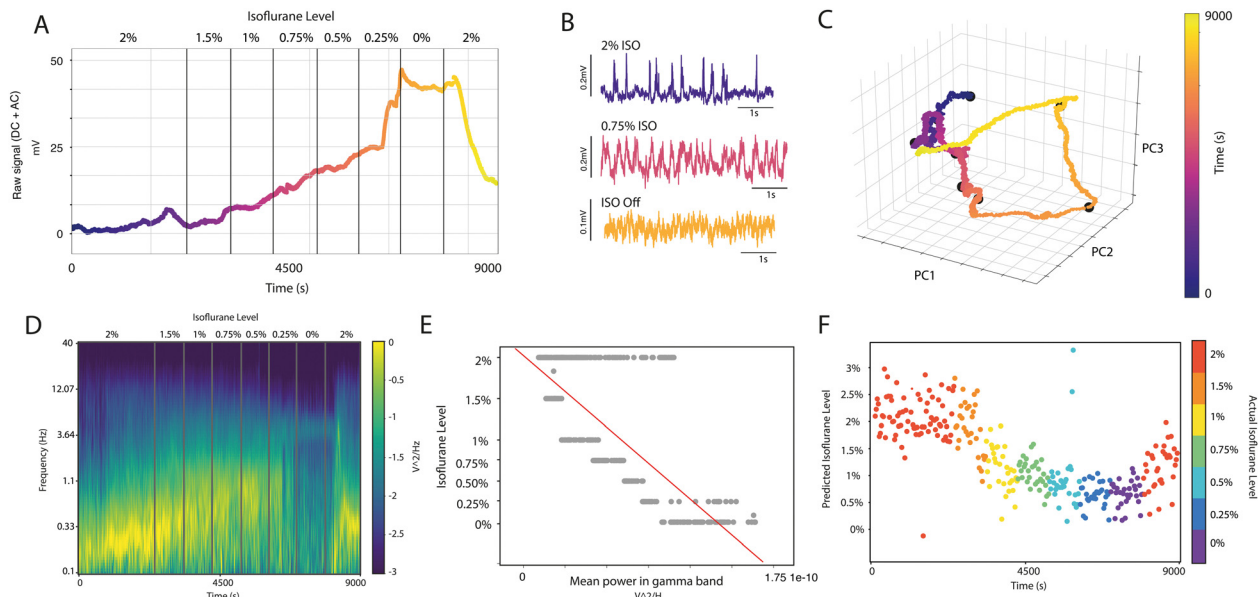 A
Isoflurane Level
2% 1.5% 1% 0.75% 0.5% 0.25% 0% 2%
Raw signal (DC + AC)
mV
50
25
0
0 4500 9000
Time (s)
B
2% ISO
0.2mV
1s
0.75% ISO
0.2mV
1s
ISO Off
0.1mV
1s
C
PC1
PC2
PC3
9000
Time (s)
0
D
Isoflurane Level
2% 1.5% 1% 0.75% 0.5% 0.25% 0% 2%
Frequency (Hz)
40
12.07
3.64
1.11
0.33
0.1
0 4500 9000
Time (s)
0
-0.5
-1
-1.5
-2
-2.5
-3
V^2/Hz
E
Isoflurane Level
2%
1.5%
1%
0.75%
0.50%
0.25%
0%
0 Mean power in gamma band 1.75 1e-10
V^2/H
F
Predicted Isoflurane Level
3%
2.5%
2%
1.5%
1%
0.5%
0%
0 4500 9000
Time (s)
2%
1.5%
1%
0.75%
0.5%
0.25%
0%
Actual Isoflurane Level